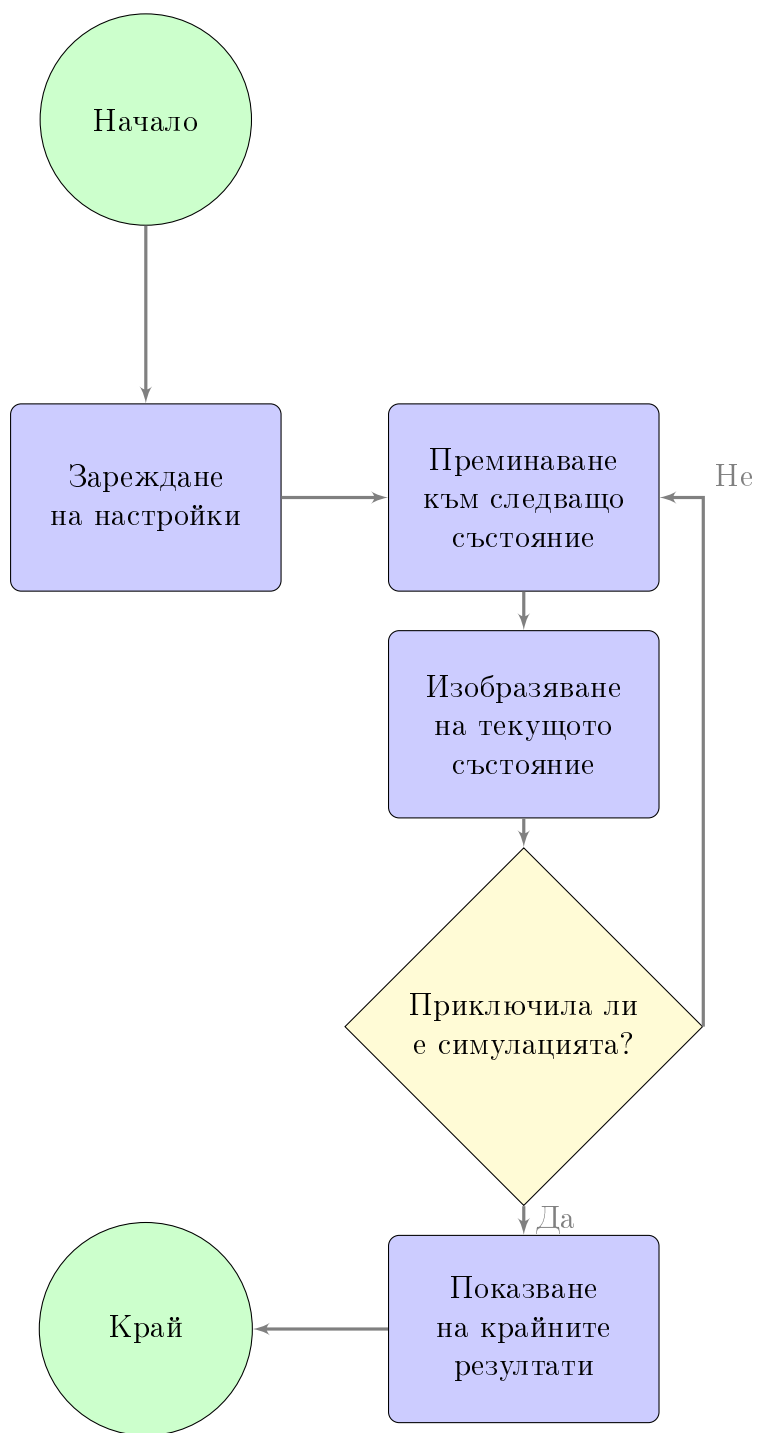 Начало
Зареждане
на настройки
Преминаване
към следващо
състояние
Не
Изобразяване
на текущото
състояние
Приключила ли
е симулацията?
Да
Показване
на крайните
резултати
Край